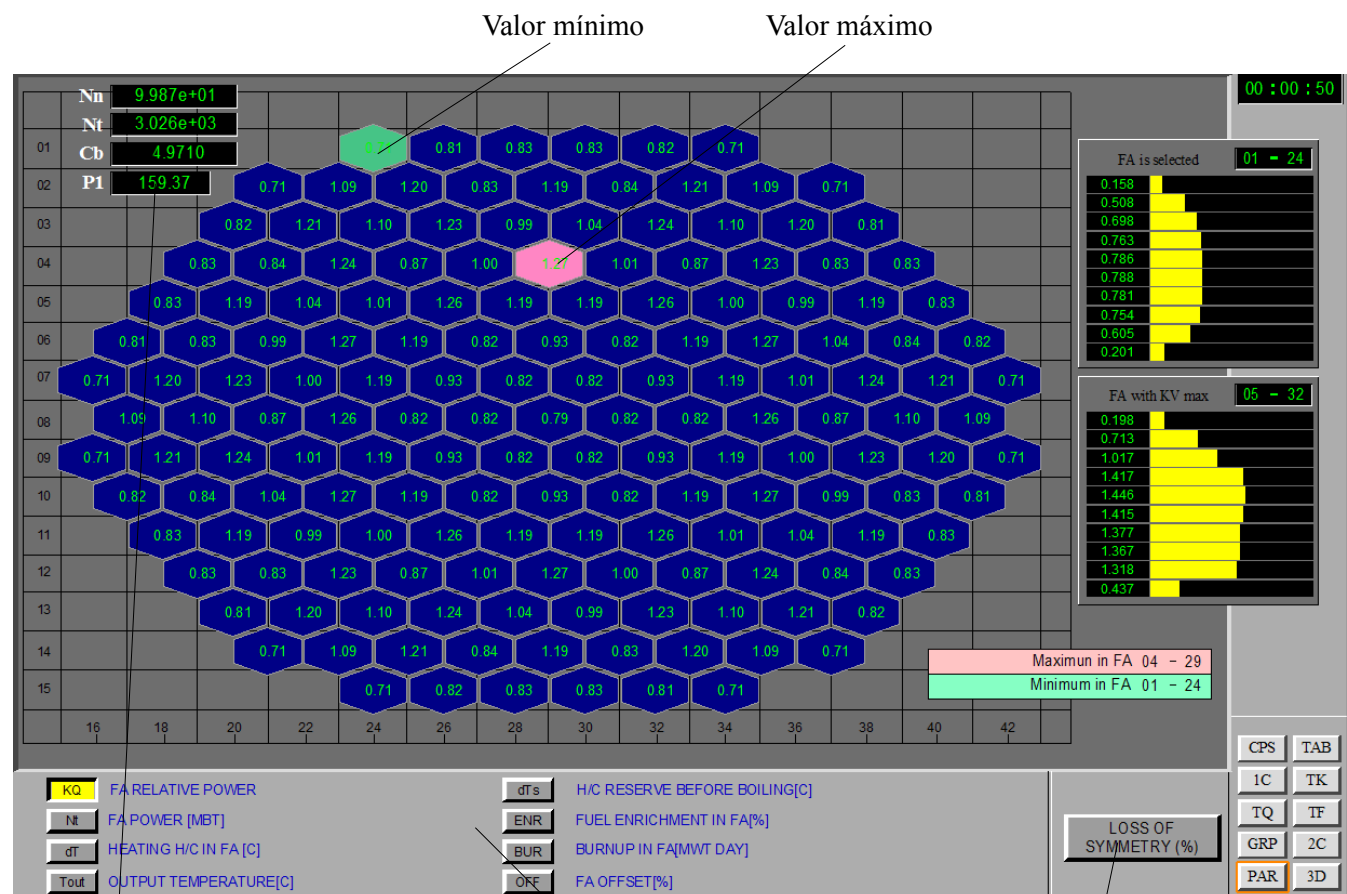 Valor mínimo Valor máximo
Nn 9.987e+01
Nt 3.026e+03
Cb 4.9710
P1 159.37
00 : 00 : 50
01 0.81 0.83 0.83 0.82 0.71
02 0.71 1.09 1.20 0.83 1.19 0.84 1.21 1.09 0.71
03 0.82 1.21 1.10 1.23 0.99 1.04 1.24 1.10 1.20 0.81
04 0.83 0.84 1.24 0.87 1.00 1.27 1.01 0.87 1.23 0.83 0.83
05 0.83 1.19 1.04 1.01 1.26 1.19 1.19 1.26 1.00 0.99 1.19 0.83
06 0.81 0.83 0.99 1.27 1.19 0.82 0.93 0.82 1.19 1.27 1.04 0.84 0.82
07 0.71 1.20 1.23 1.00 1.19 0.93 0.82 0.82 0.93 1.19 1.01 1.24 1.21 0.71
08 1.09 1.10 0.87 1.26 0.82 0.82 0.79 0.82 0.82 1.26 0.87 1.10 1.09
09 0.71 1.21 1.24 1.01 1.19 0.93 0.82 0.82 0.93 1.19 1.00 1.23 1.20 0.71
10 0.82 0.84 1.04 1.27 1.19 0.82 0.93 0.82 1.19 1.27 0.99 0.83 0.81
11 0.83 1.19 0.99 1.00 1.26 1.19 1.19 1.26 1.01 1.04 1.19 0.83
12 0.83 0.83 1.23 0.87 1.01 1.27 1.00 0.87 1.24 0.84 0.83
13 0.81 1.20 1.10 1.24 1.04 0.99 1.23 1.10 1.21 0.82
14 0.71 1.09 1.21 0.84 1.19 0.83 1.20 1.09 0.71
15 0.71 0.82 0.83 0.83 0.81 0.71
16 18 20 22 24 26 28 30 32 34 36 38 40 42
FA is selected 01 - 24
0.158
0.508
0.698
0.763
0.786
0.788
0.781
0.754
0.605
0.201
FA with KV max 05 - 32
0.198
0.713
1.017
1.417
1.446
1.415
1.377
1.367
1.318
0.437
Maximun in FA 04 - 29
Minimum in FA 01 - 24
KQ FA RELATIVE POWER
Nt FA POWER [MBT]
dT HEATING H/C IN FA [C]
Tout OUTPUT TEMPERATURE[C]
dTs H/C RESERVE BEFORE BOILING[C]
ENR FUEL ENRICHMENT IN FA[%]
BUR BURNUP IN FA[MWT DAY]
OFF FA OFFSET[%]
LOSS OF
SYMMETRY (%)
CPS TAB
1C TK
TQ TF
GRP 2C
PAR 3D